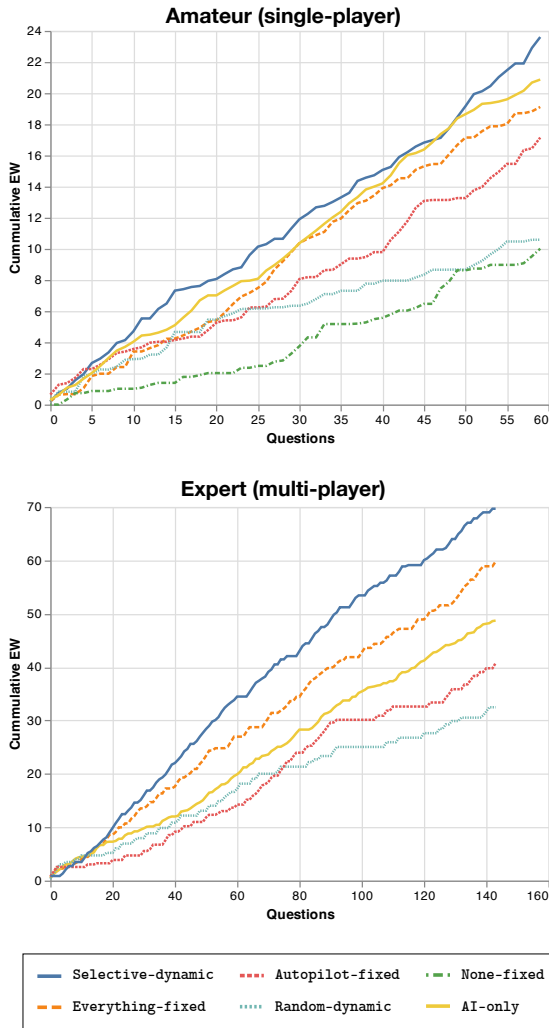 Amateur (single-player)
24
22
20
18
16
14
12
10
8
6
4
2
0
Cummulative EW
0 5 10 15 20 25 30 35 40 45 50 55 60
Questions
Expert (multi-player)
70
60
50
40
30
20
10
0
Cummulative EW
0 20 40 60 80 100 120 140 160
Questions
Selective-dynamic Autopilot-fixed None-fixed
Everything-fixed Random-dynamic AI-only